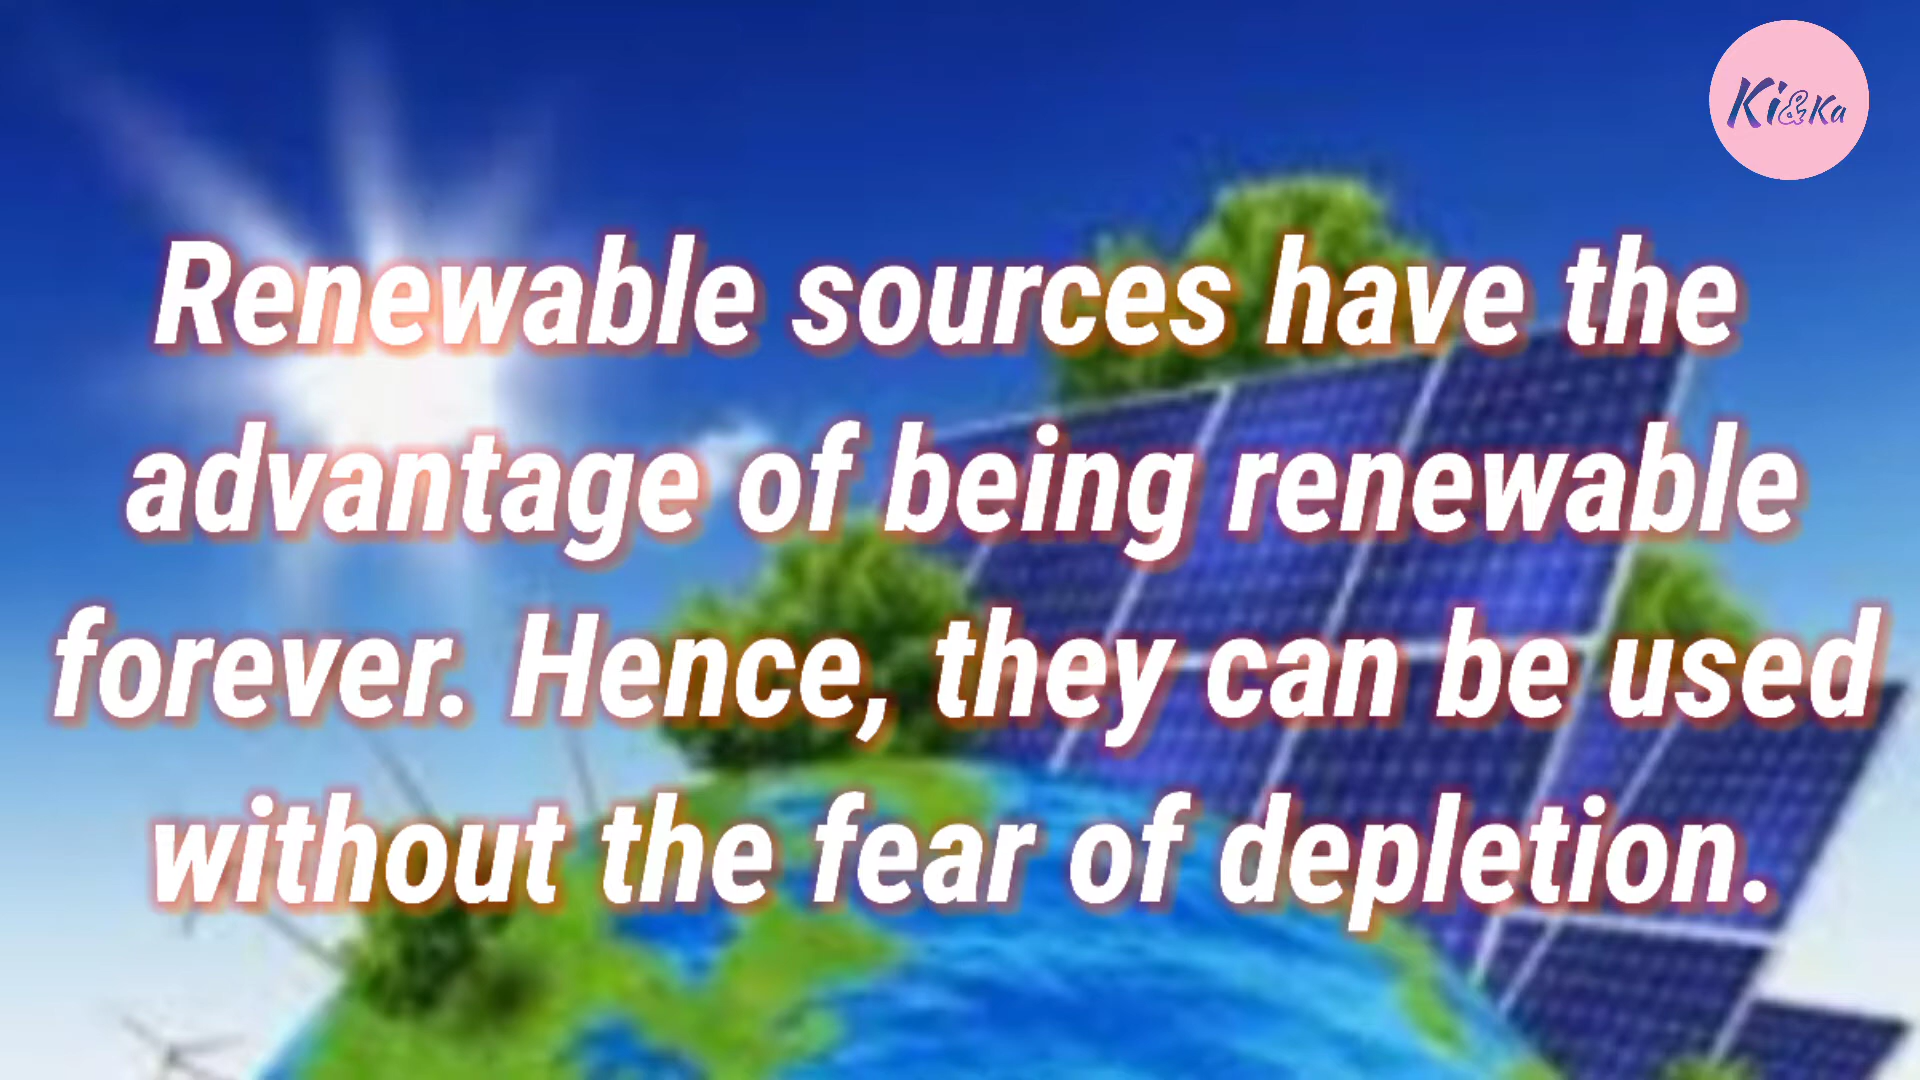 Ki&Ka
Renewable sources have the
advantage of being renewable
forever. Hence, they can be used
without the fear of depletion.